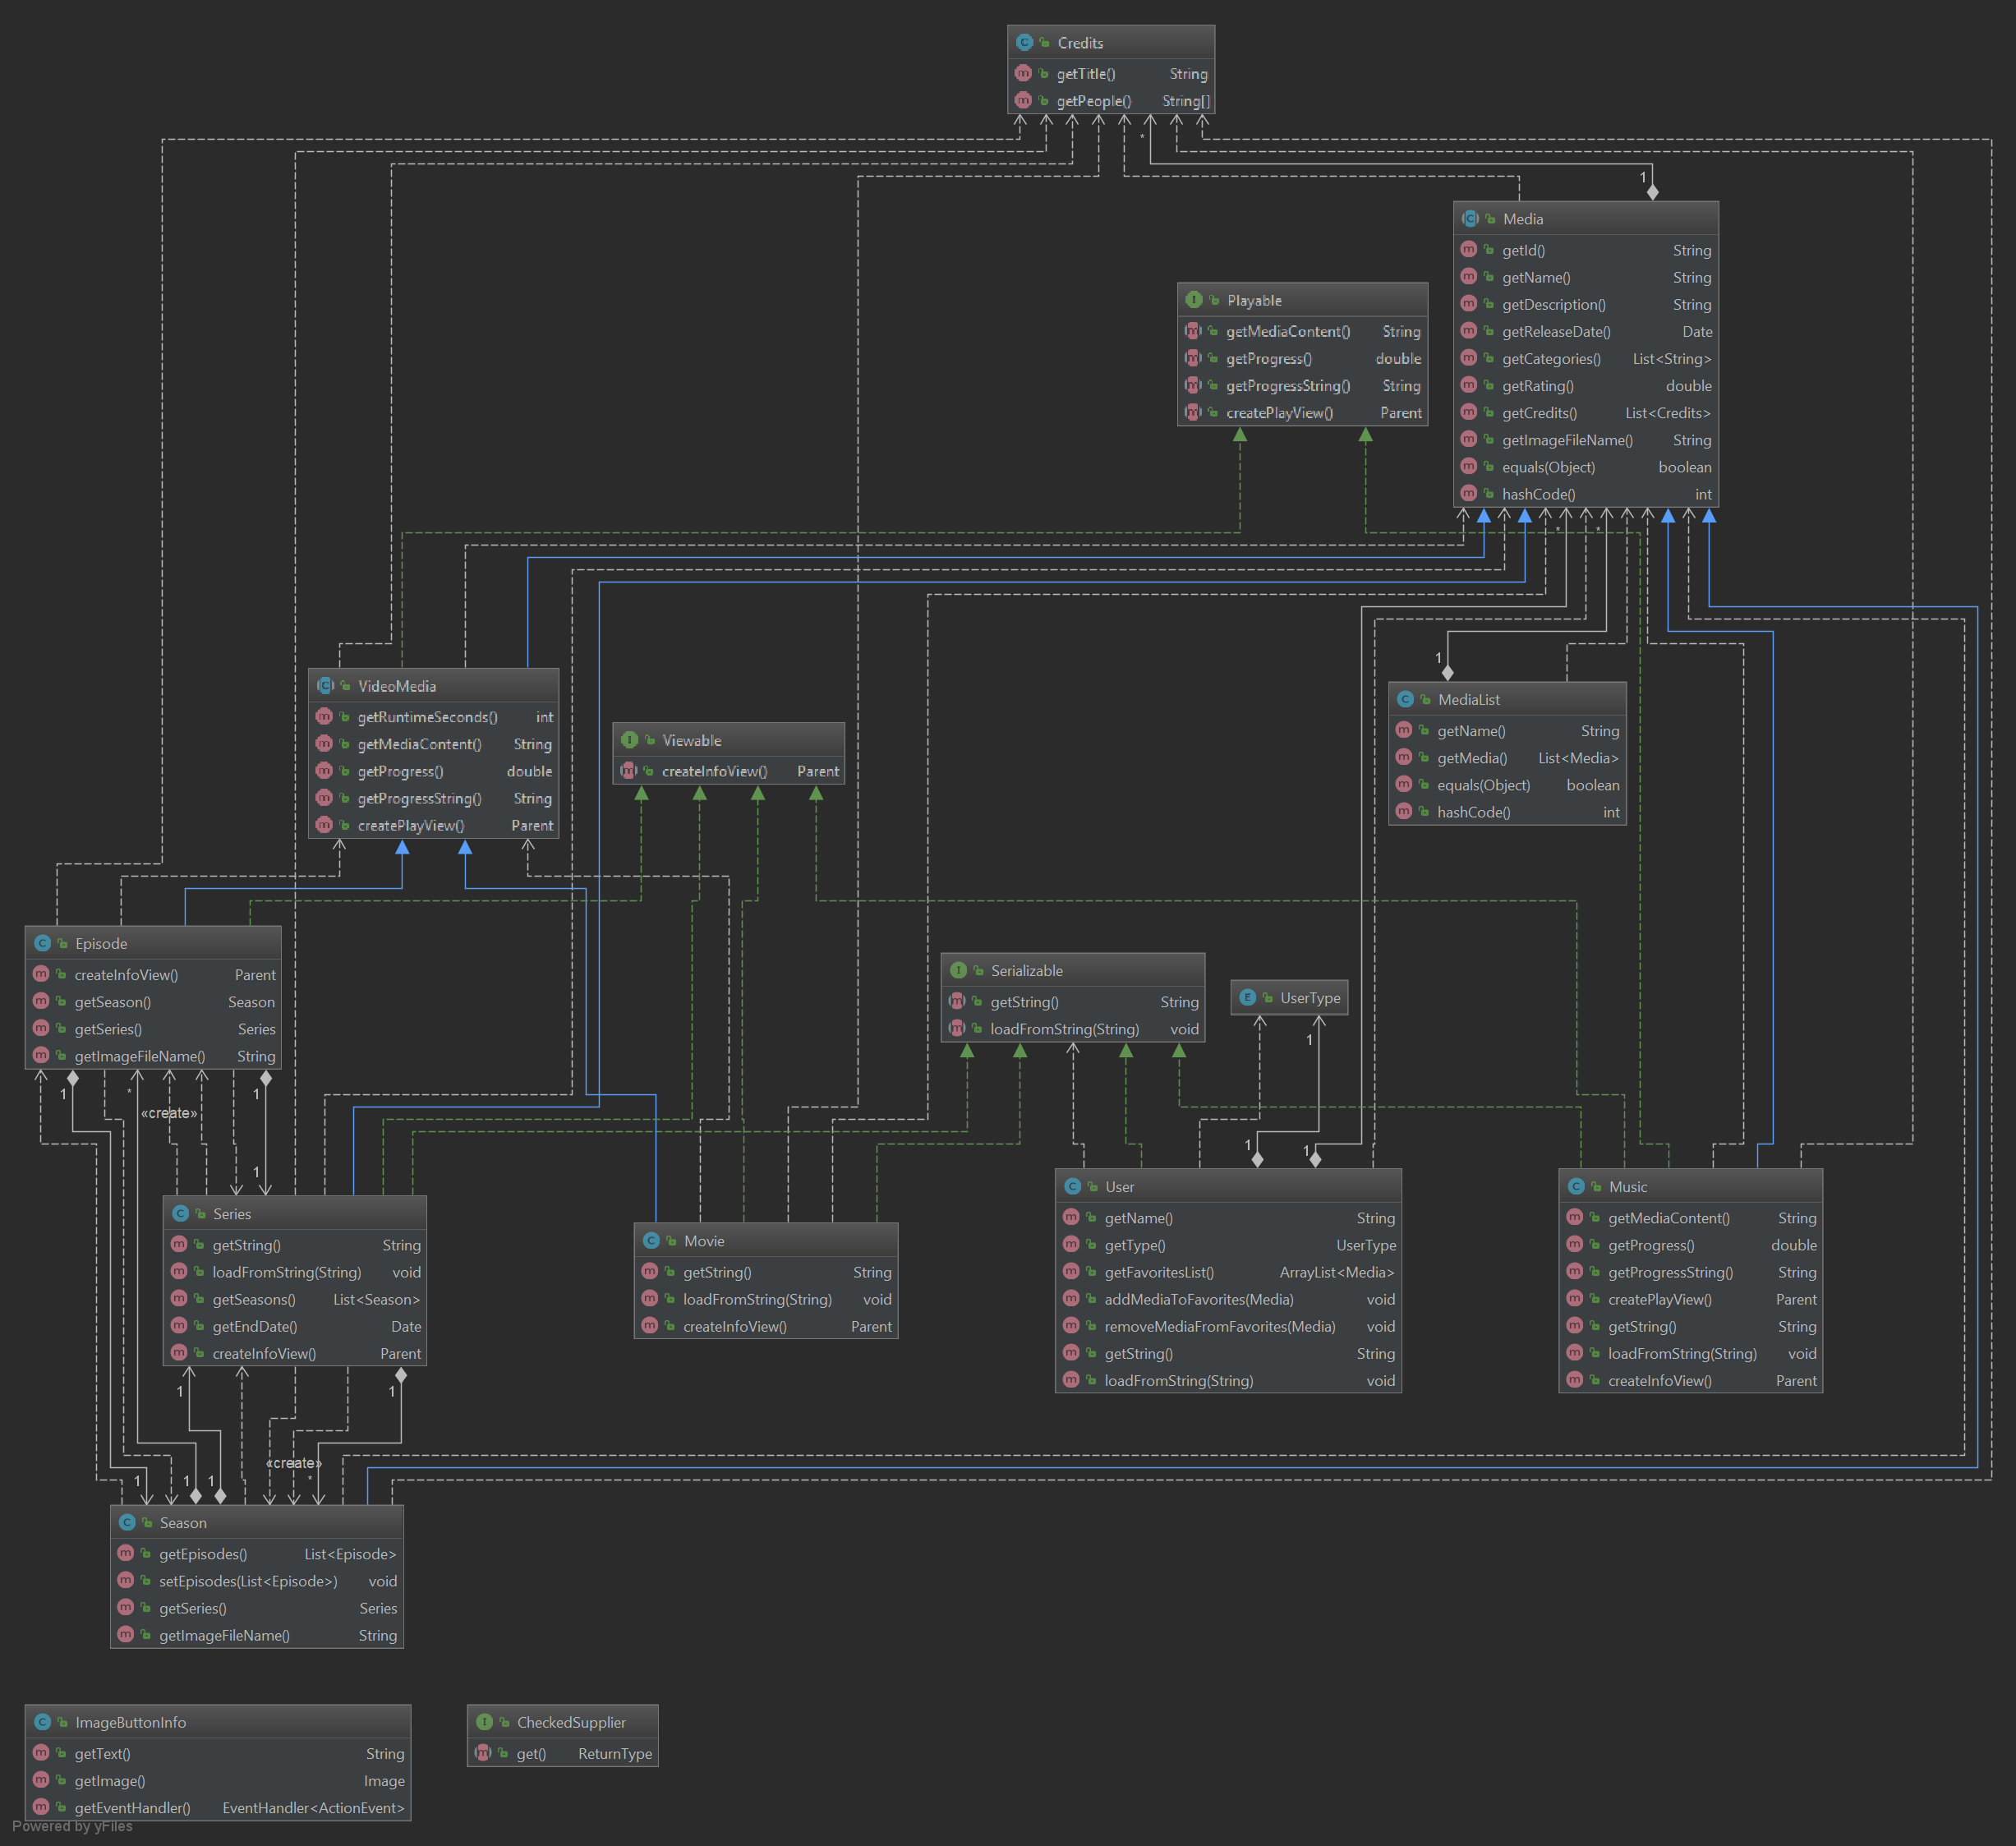 Credits
getTitle() String
getPeople() String[]
*
1
Media
getId() String
getName() String
getDescription() String
getReleaseDate() Date
getCategories() List<String>
getRating() double
getCredits() List<Credits>
getImageFileName() String
equals(Object) boolean
hashCode() int
Playable
getMediaContent() String
getProgress() double
getProgressString() String
createPlayView() Parent
*
*
1
VideoMedia
getRuntimeSeconds() int
getMediaContent() String
getProgress() double
getProgressString() String
createPlayView() Parent
Viewable
createInfoView() Parent
MediaList
getName() String
getMedia() List<Media>
equals(Object) boolean
hashCode() int
Episode
createInfoView() Parent
getSeason() Season
getSeries() Series
getImageFileName() String
Serializable
getString() String
loadFromString(String) void
UserType
1
1
1
1
*
1
«create»
1
Series
getString() String
loadFromString(String) void
getSeasons() List<Season>
getEndDate() Date
createInfoView() Parent
Movie
getString() String
loadFromString(String) void
createInfoView() Parent
User
getName() String
getType() UserType
getFavoritesList() ArrayList<Media>
addMediaToFavorites(Media) void
removeMediaFromFavorites(Media) void
getString() String
loadFromString(String) void
Music
getMediaContent() String
getProgress() double
getProgressString() String
createPlayView() Parent
getString() String
loadFromString(String) void
createInfoView() Parent
1
1
«create»
1
1
1
*
Season
getEpisodes() List<Episode>
setEpisodes(List<Episode>) void
getSeries() Series
getImageFileName() String
ImageButtonInfo
getText() String
getImage() Image
getEventHandler() EventHandler<ActionEvent>
CheckedSupplier
get() ReturnType
Powered by yFiles